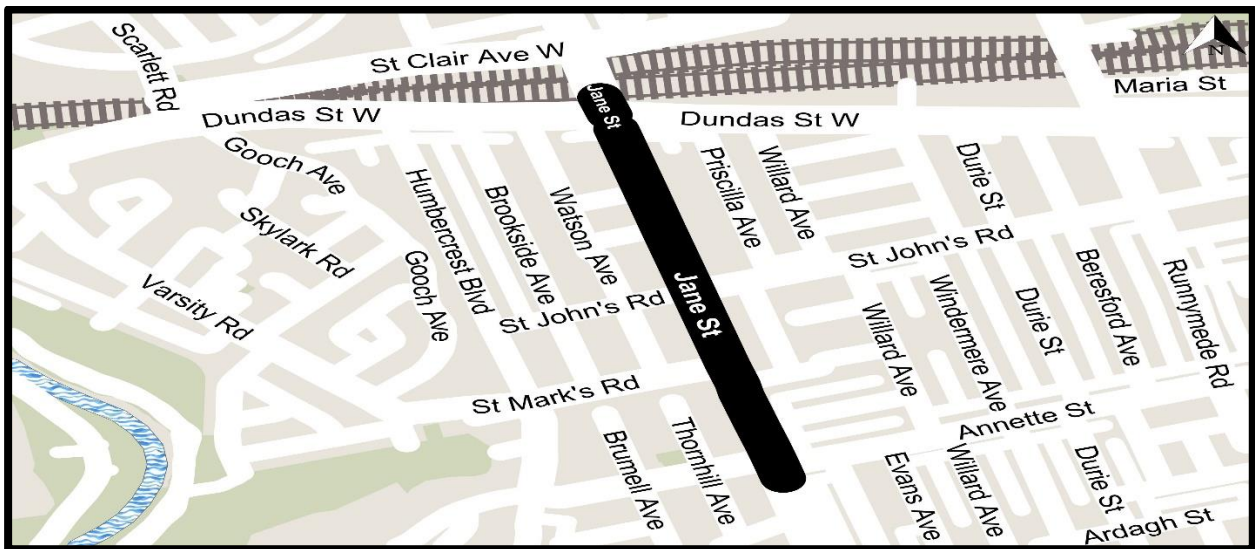 Scarlett Rd
St Clair Ave W
N
Maria St
Jane St
Dundas St W
Dundas St W
Gooch Ave
Priscilla Ave
Willard Ave
Durie St
Humbercrest Blvd
Brookside Ave
Watson Ave
Skylark Rd
Gooch Ave
St John's Rd
Varsity Rd
St John's Rd
Jane St
Willard Ave
Windermere Ave
Durie St
Beresford Ave
Runnymede Rd
St Mark's Rd
Annette St
Brumell Ave
Thornhill Ave
Evans Ave
Willard Ave
Durie St
Ardagh St